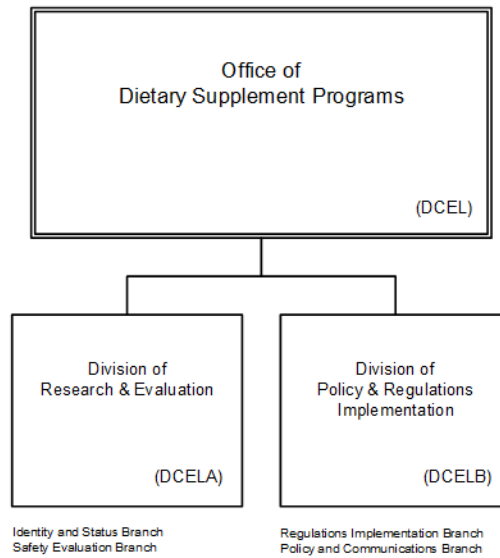 Office of
Dietary Supplement Programs
(DCEL)
Division of
Research & Evaluation
(DCELA)
Identity and Status Branch
Safety Evaluation Branch
Division of
Policy & Regulations
Implementation
(DCELB)
Regulations Implementation Branch
Policy and Communications Branch